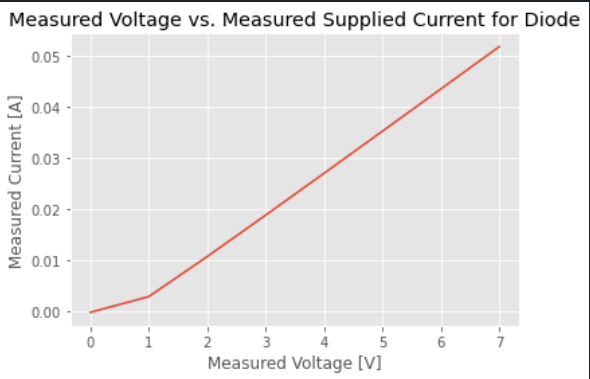 Measured Voltage vs. Measured Supplied Current for Diode
0.05
0.04
0.03
0.02
0.01
0.00
Measured Current [A]
0 1 2 3 4 5 6 7
Measured Voltage [V]